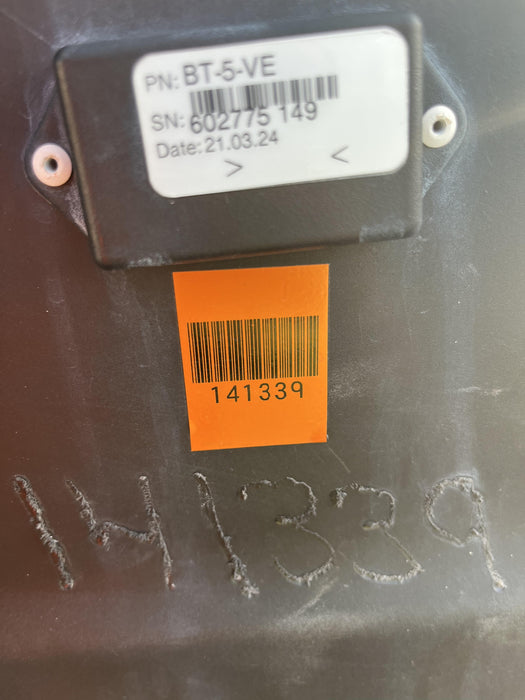 PN: BT-5-VE
SN: 602775 149
Date: 21.03.24
> <
141339
141339